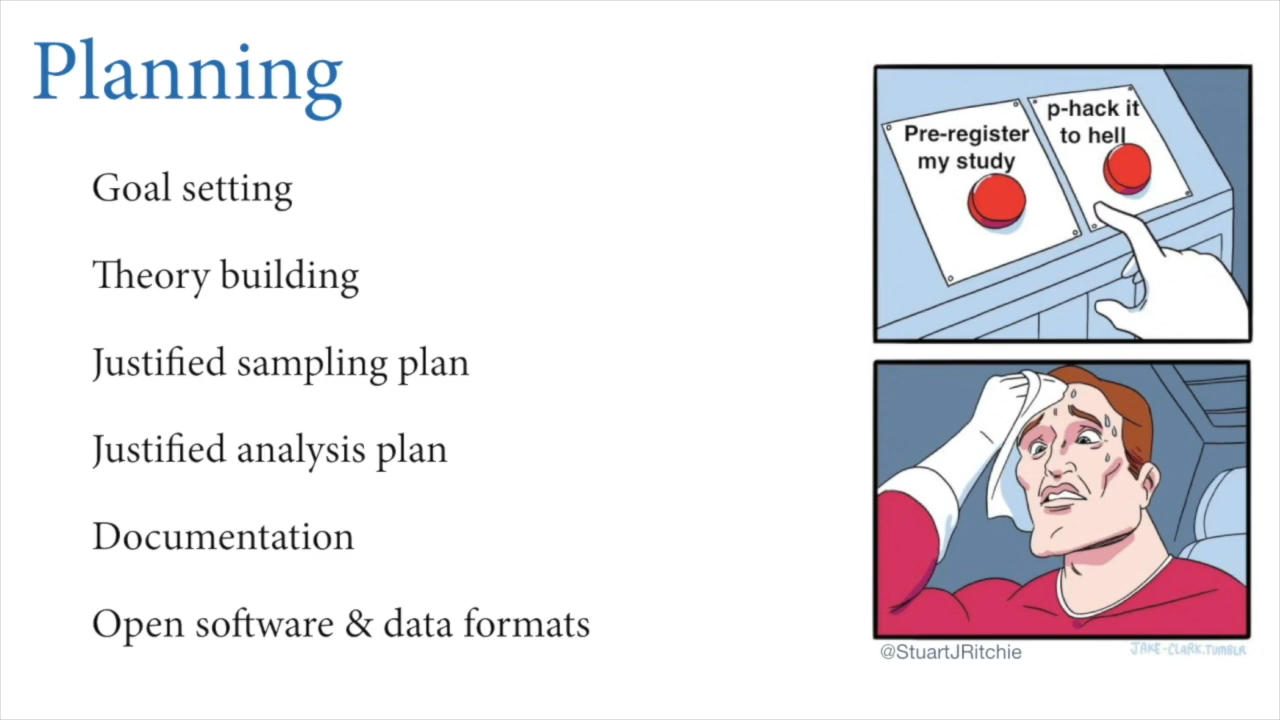 Planning
Goal setting
Theory building
Justified sampling plan
Justified analysis plan
Documentation
Open software & data formats
Pre-register
my study
p-hack it
to hell
@StuartJRitchie
JAKE-CLARK.TUMBLR